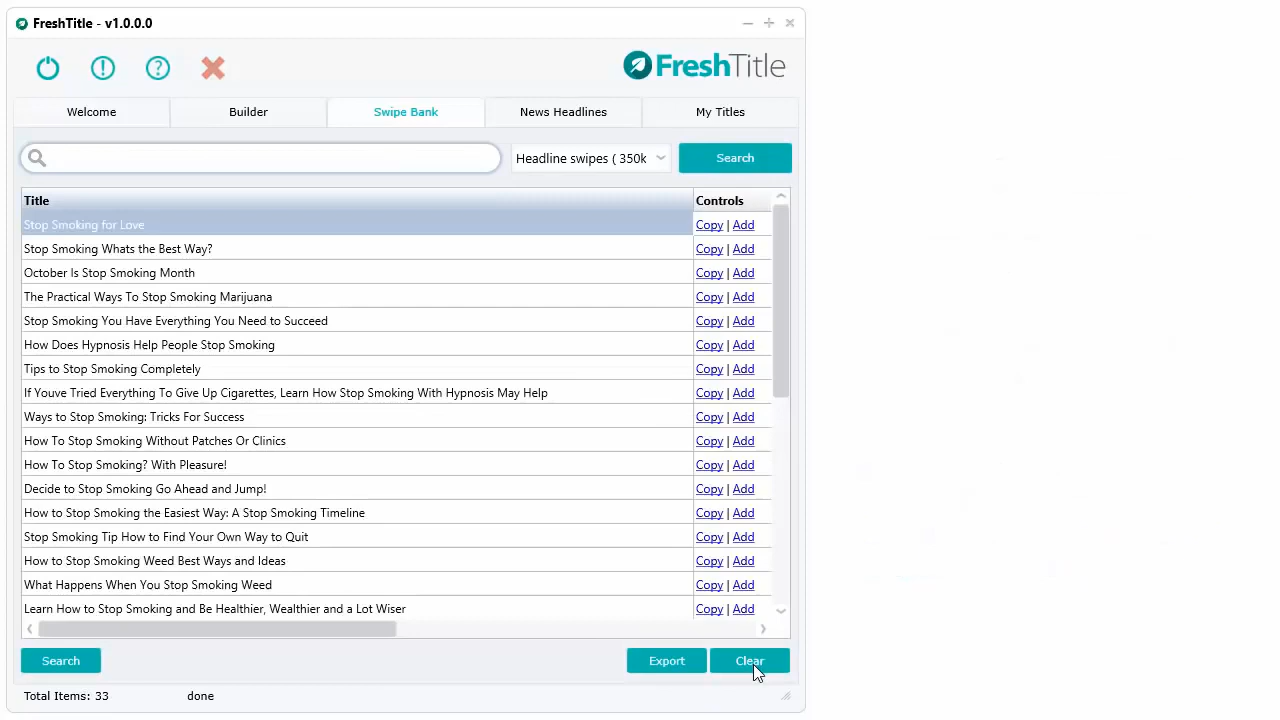 FreshTitle - v1.0.0.0
FreshTitle
Welcome
Builder
Swipe Bank
News Headlines
My Titles
Headline swipes ( 350k
Search
Title
Controls
Stop Smoking for Love
Copy | Add
Stop Smoking Whats the Best Way?
Copy | Add
October Is Stop Smoking Month
Copy | Add
The Practical Ways To Stop Smoking Marijuana
Copy | Add
Stop Smoking You Have Everything You Need to Succeed
Copy | Add
How Does Hypnosis Help People Stop Smoking
Copy | Add
Tips to Stop Smoking Completely
Copy | Add
If Youve Tried Everything To Give Up Cigarettes, Learn How Stop Smoking With Hypnosis May Help
Copy | Add
Ways to Stop Smoking: Tricks For Success
Copy | Add
How To Stop Smoking Without Patches Or Clinics
Copy | Add
How To Stop Smoking? With Pleasure!
Copy | Add
Decide to Stop Smoking Go Ahead and Jump!
Copy | Add
How to Stop Smoking the Easiest Way: A Stop Smoking Timeline
Copy | Add
Stop Smoking Tip How to Find Your Own Way to Quit
Copy | Add
How to Stop Smoking Weed Best Ways and Ideas
Copy | Add
What Happens When You Stop Smoking Weed
Copy | Add
Learn How to Stop Smoking and Be Healthier, Wealthier and a Lot Wiser
Copy | Add
Search
Export
Clear
Total Items: 33
done